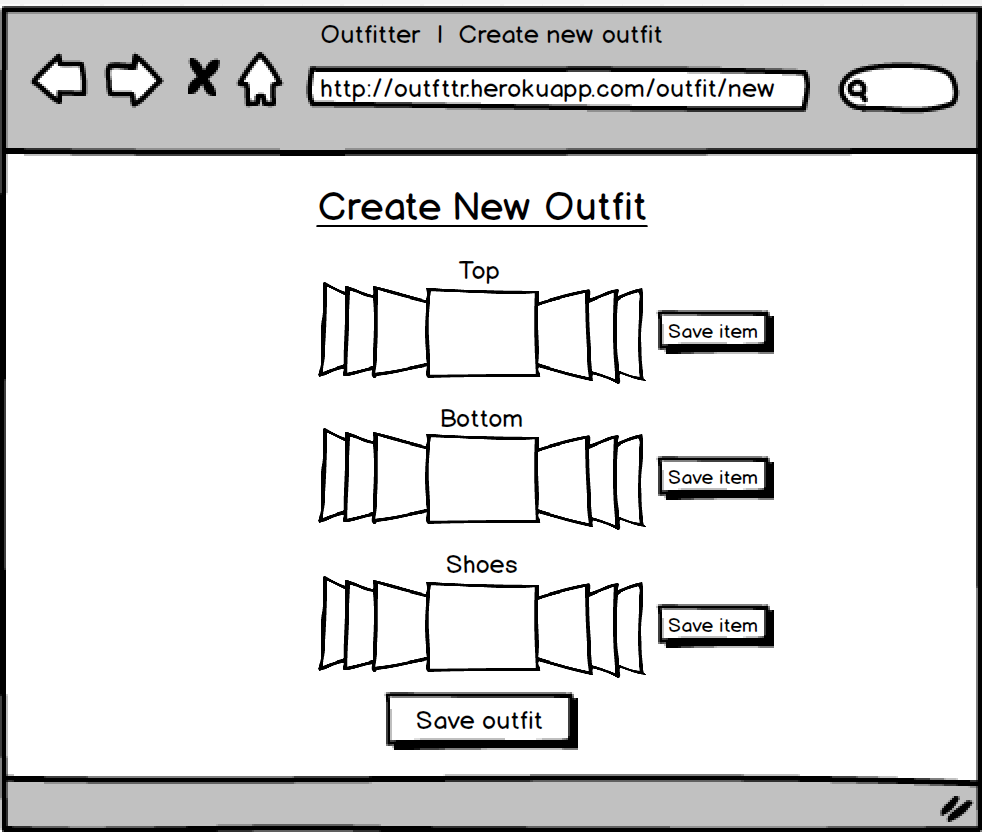 Outfitter | Create new outfit
http://outfttr.herokuapp.com/outfit/new
Create New Outfit
Top
Save item
Bottom
Save item
Shoes
Save item
Save outfit